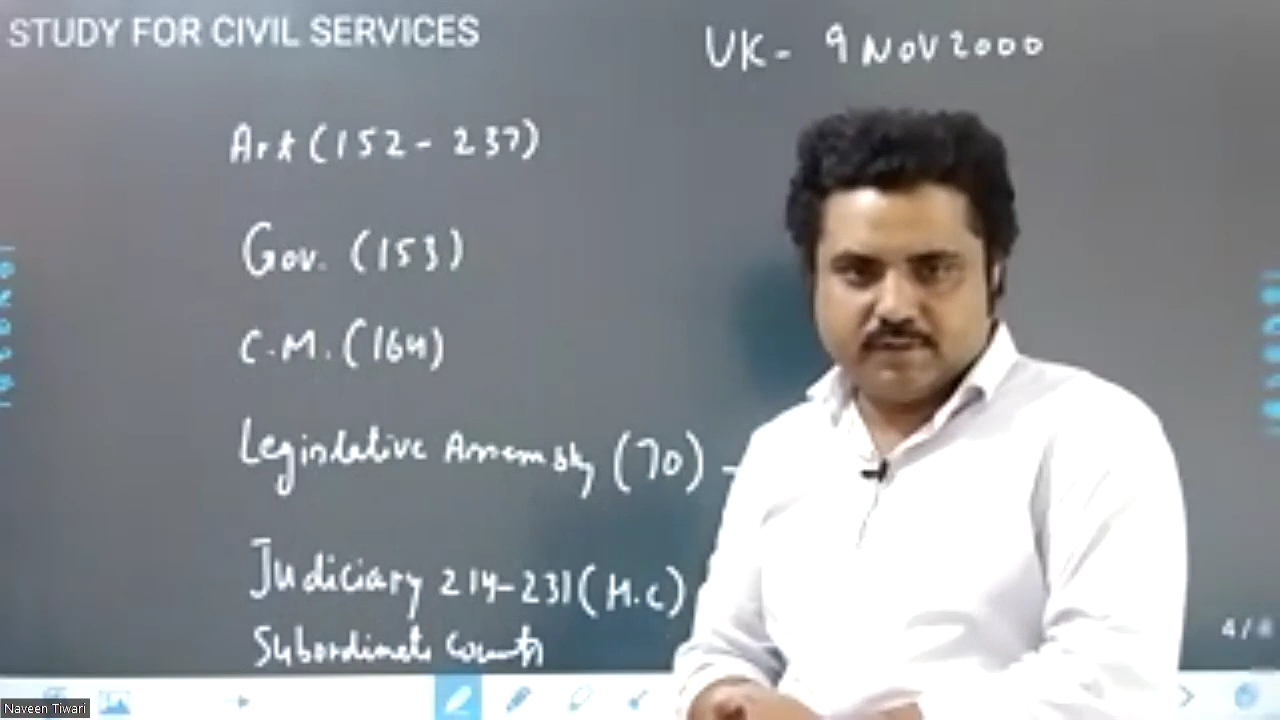 STUDY FOR CIVIL SERVICES
UK- 9 NOV 2000
Art (152 - 237)
Gov. (153)
C.M. (164)
Legislative Assembly (70) -
Judiciary 214-231 (H.C)
Subordinate Courts
4 /
Naveen Tiwari